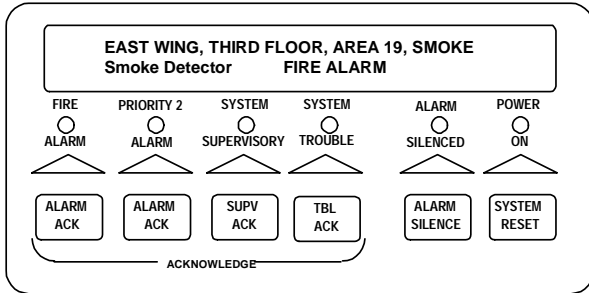 EAST WING, THIRD FLOOR, AREA 19, SMOKE
Smoke Detector FIRE ALARM
FIRE PRIORITY 2 SYSTEM SYSTEM ALARM POWER
ALARM ALARM SUPERVISORY TROUBLE SILENCED ON
ALARM ALARM SUPV TBL ALARM SYSTEM
ACK ACK ACK ACK SILENCE RESET
ACKNOWLEDGE